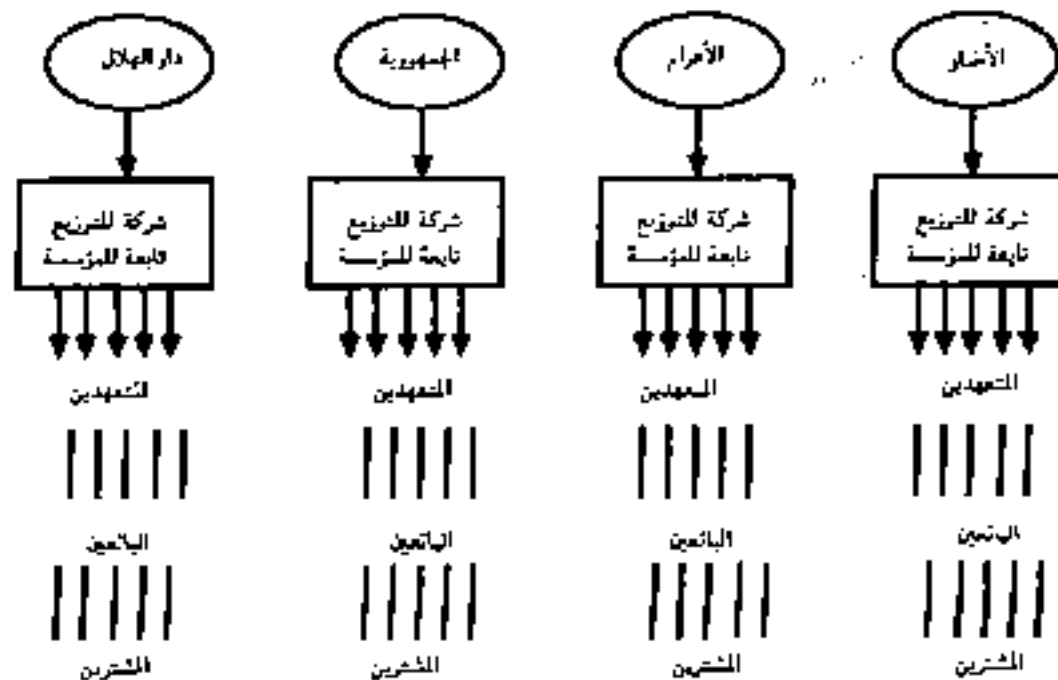 الأخبار
الأهرام
الجمهورية
دار الهلال
شركة للتوزيع
تابعة للمؤسسة
شركة للتوزيع
تابعة للمؤسسة
شركة للتوزيع
تابعة للمؤسسة
شركة للتوزيع
تابعة للمؤسسة
المتعهدين
المتعهدين
المتعهدين
المتعهدين
البائعين
البائعين
البائعين
البائعين
المشترين
المشترين
المشترين
المشترين